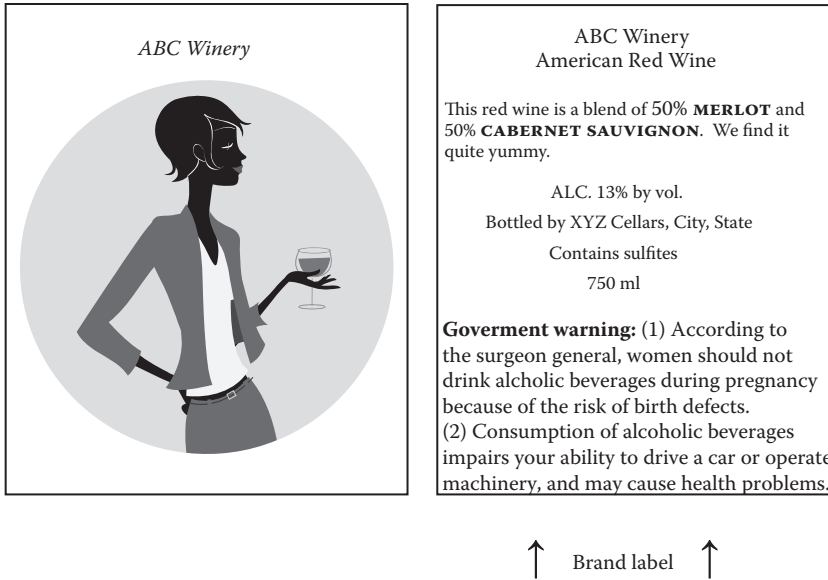 ABC Winery
ABC Winery
American Red Wine
This red wine is a blend of 50% MERLOT and
50% CABERNET SAUVIGNON. We find it
quite yummy.
ALC. 13% by vol.
Bottled by XYZ Cellars, City, State
Contains sulfites
750 ml
Goverment warning: (1) According to
the surgeon general, women should not
drink alcholic beverages during pregnancy
because of the risk of birth defects.
(2) Consumption of alcoholic beverages
impairs your ability to drive a car or operate
machinery, and may cause health problems.
Brand label